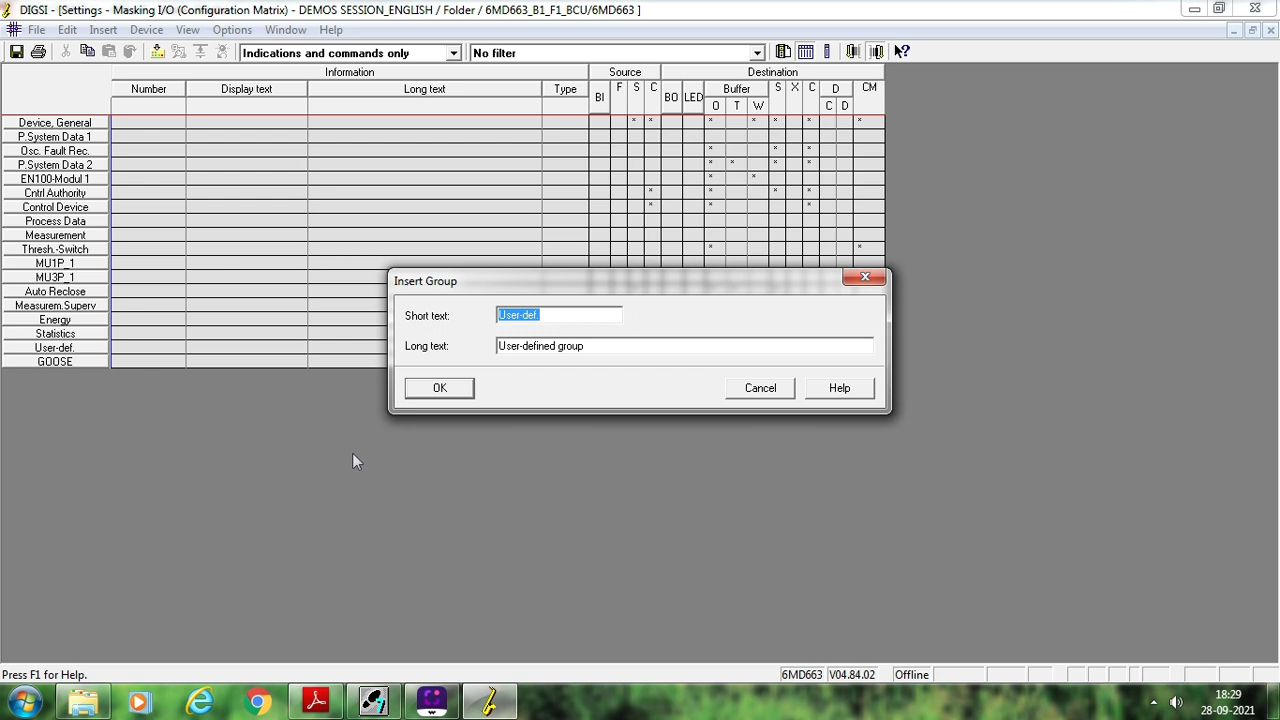 DIGSI - [Settings - Masking I/O (Configuration Matrix) - DEMOS SESSION_ENGLISH / Folder / 6MD663_B1_F1_BCU/6MD663 ]
File Edit Insert Device View Options Window Help
Indications and commands only No filter
Information Source Destination
Number Display text Long text Type BI F S C BO LED Buffer S X C D CM
O T W C D
Device, General * * * * * * *
P.System Data 1
Osc. Fault Rec. * * *
P.System Data 2 * * * *
EN100-Modul 1 * *
Cntrl Authority * * * *
Control Device * * *
Process Data
Measurement
Thresh.-Switch * *
MU1P_1
MU3P_1
Auto Reclose
Measurem.Superv
Energy
Statistics
User-def.
GOOSE
Insert Group
Short text: User-def.
Long text: User-defined group
OK Cancel Help
Press F1 for Help. 6MD663 V04.84.02 Offline
18:29
28-09-2021